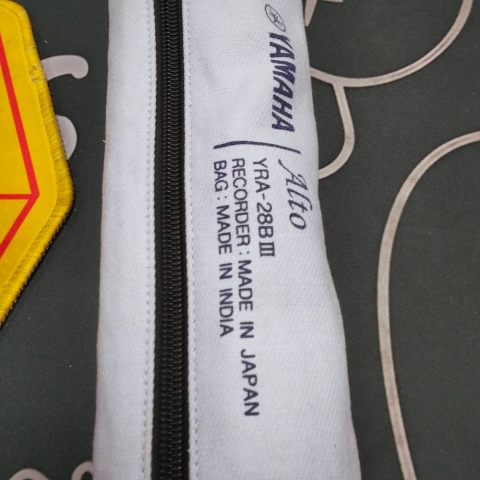 YAMAHA
Alto
YRA-28BIII
RECORDER : MADE IN JAPAN
BAG : MADE IN INDIA